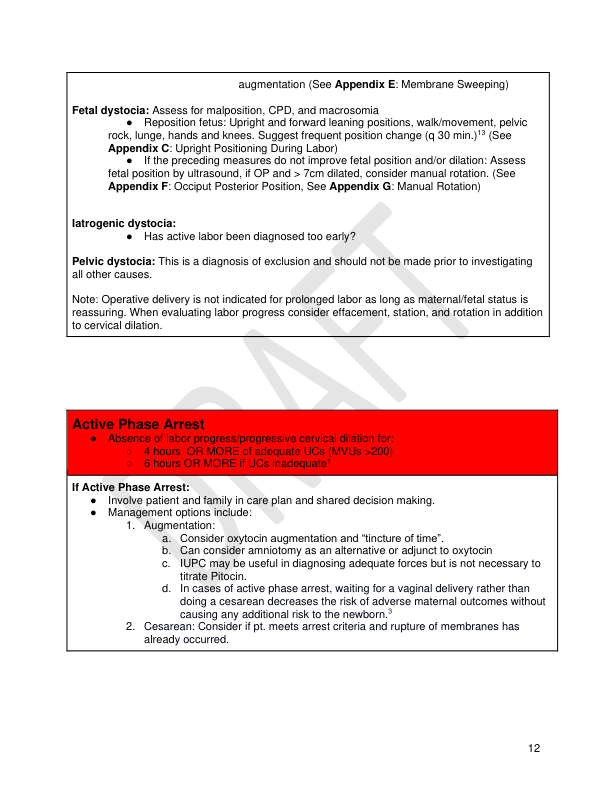 augmentation (See Appendix E: Membrane Sweeping)
Fetal dystocia: Assess for malposition, CPD, and macrosomia
● Reposition fetus: Upright and forward leaning positions, walk/movement, pelvic
rock, lunge, hands and knees. Suggest frequent position change (q 30 min.)13 (See
Appendix C: Upright Positioning During Labor)
● If the preceding measures do not improve fetal position and/or dilation: Assess
fetal position by ultrasound, if OP and > 7cm dilated, consider manual rotation. (See
Appendix F: Occiput Posterior Position, See Appendix G: Manual Rotation)
Iatrogenic dystocia:
● Has active labor been diagnosed too early?
Pelvic dystocia: This is a diagnosis of exclusion and should not be made prior to investigating
all other causes.
Note: Operative delivery is not indicated for prolonged labor as long as maternal/fetal status is
reassuring. When evaluating labor progress consider effacement, station, and rotation in addition
to cervical dilation.
DRAFT
Active Phase Arrest
● Absence of labor progress/progressive cervical dilation for:
○ 4 hours OR MORE of adequate UCs (MVUs >200)
○ 6 hours OR MORE if UCs inadequate1
If Active Phase Arrest:
● Involve patient and family in care plan and shared decision making.
● Management options include:
1. Augmentation:
a. Consider oxytocin augmentation and “tincture of time”.
b. Can consider amniotomy as an alternative or adjunct to oxytocin
c. IUPC may be useful in diagnosing adequate forces but is not necessary to
titrate Pitocin.
d. In cases of active phase arrest, waiting for a vaginal delivery rather than
doing a cesarean decreases the risk of adverse maternal outcomes without
causing any additional risk to the newborn.3
2. Cesarean: Consider if pt. meets arrest criteria and rupture of membranes has
already occurred.
12